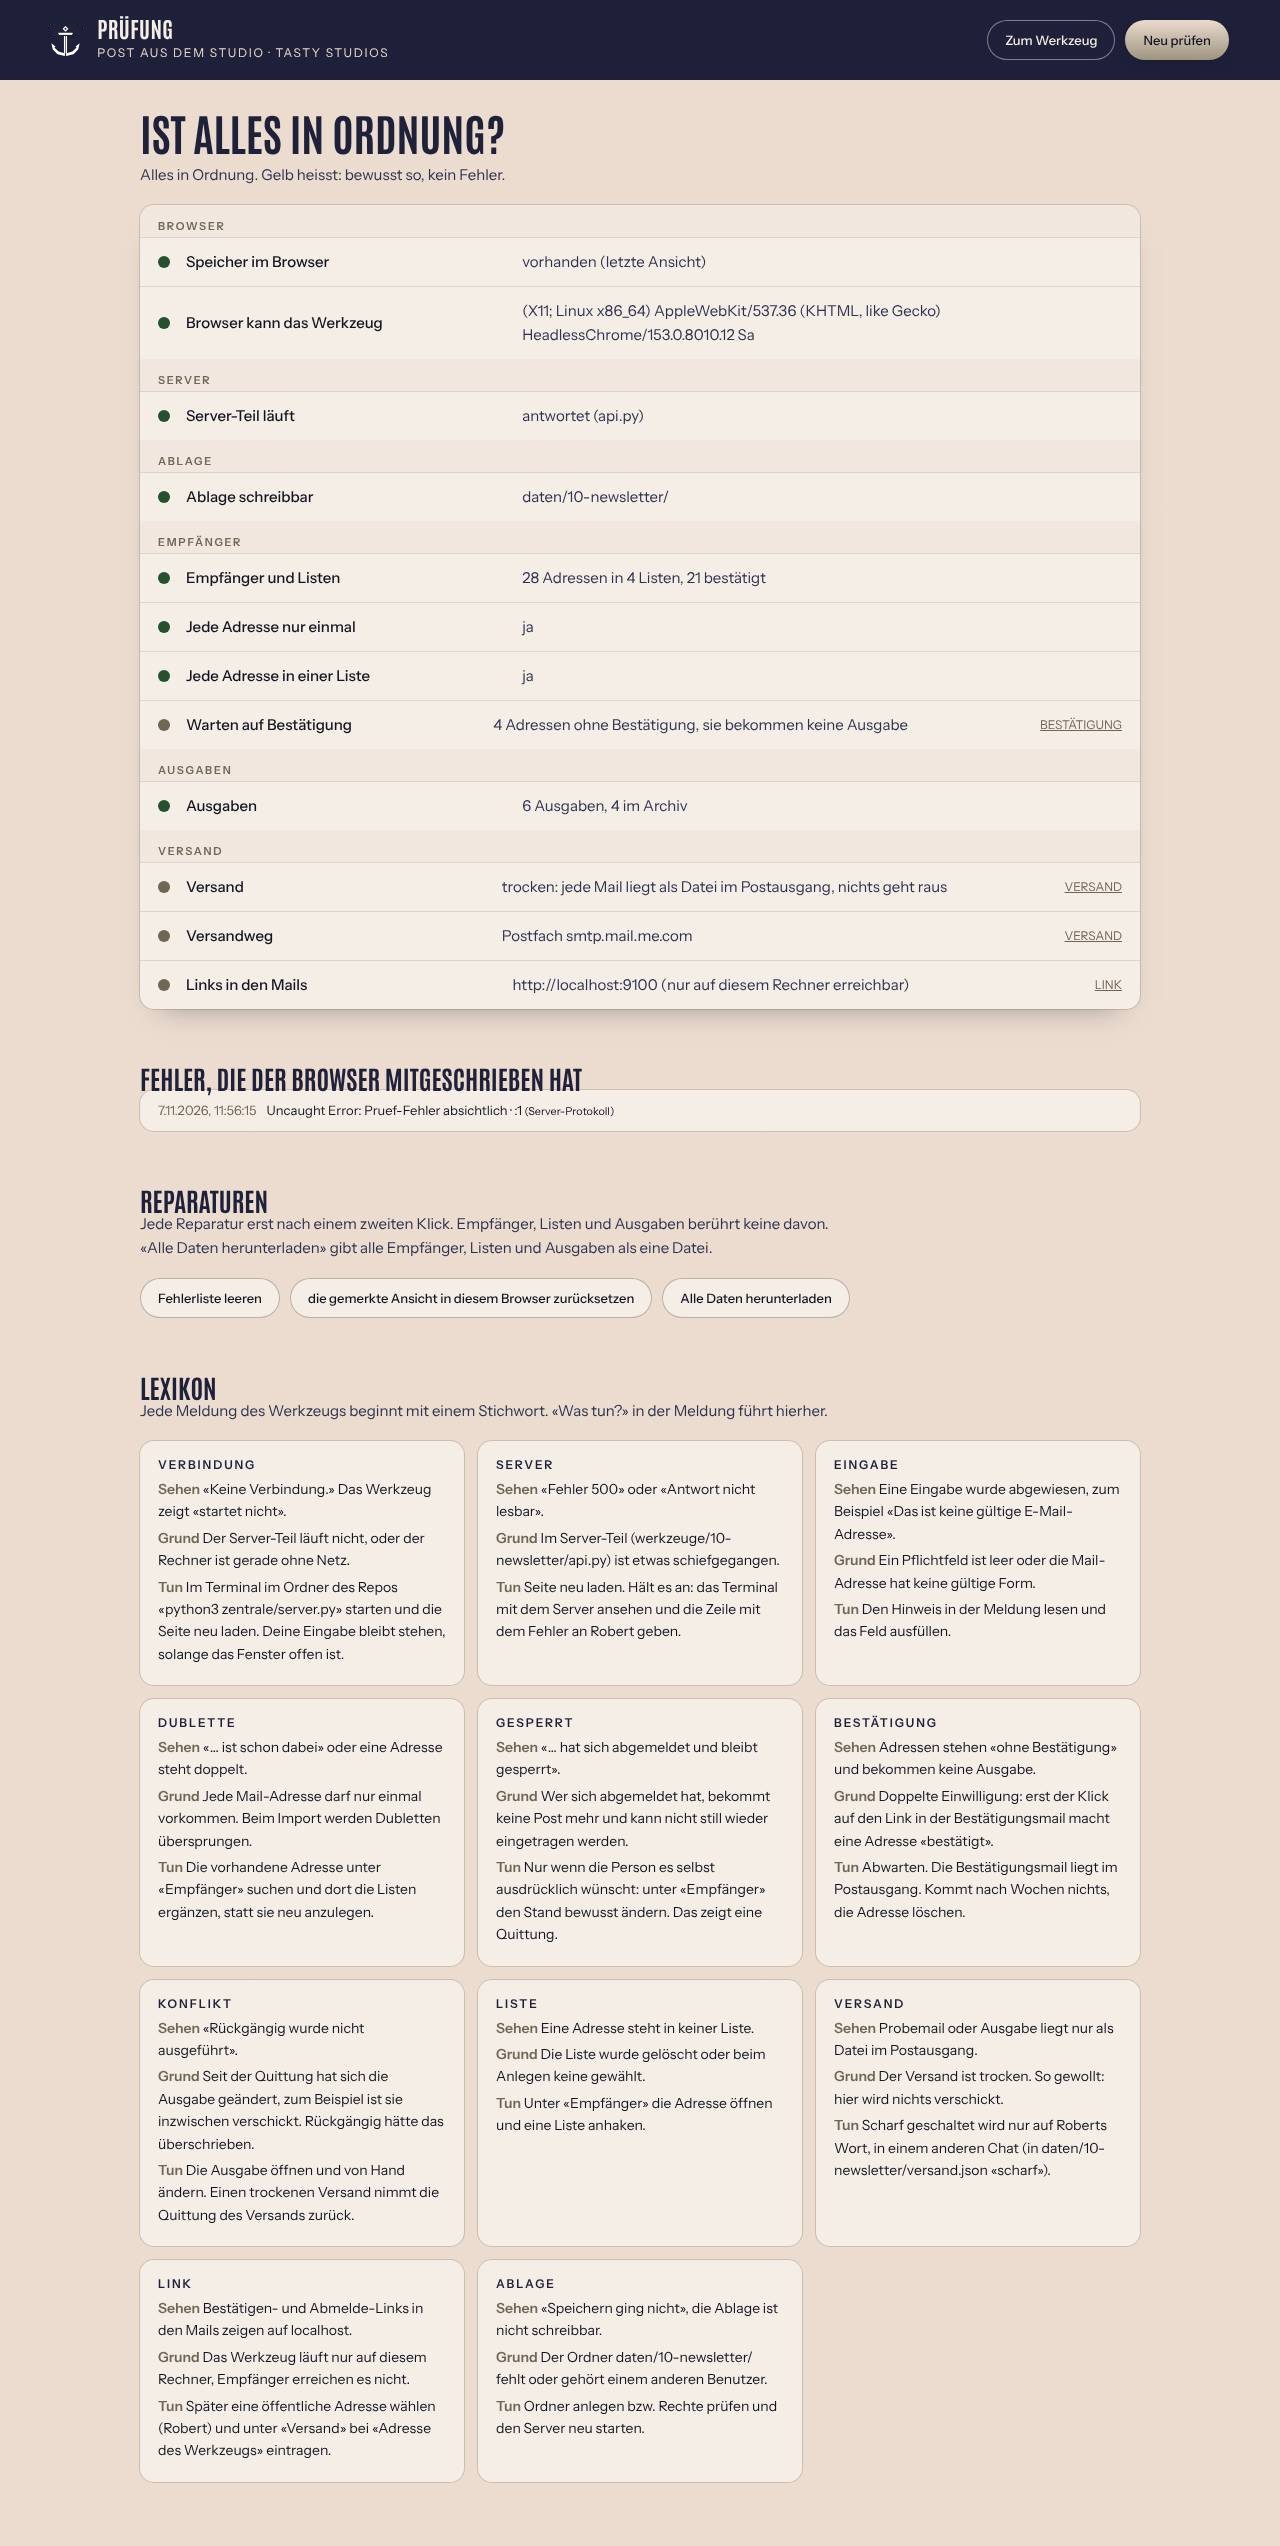 PRÜFUNG
POST AUS DEM STUDIO · TASTY STUDIOS
Zum Werkzeug
Neu prüfen
IST ALLES IN ORDNUNG?
Alles in Ordnung. Gelb heisst: bewusst so, kein Fehler.
BROWSER
Speicher im Browser
vorhanden (letzte Ansicht)
Browser kann das Werkzeug
(X11; Linux x86_64) AppleWebKit/537.36 (KHTML, like Gecko)
HeadlessChrome/153.0.8010.12 Sa
SERVER
Server-Teil läuft
antwortet (api.py)
ABLAGE
Ablage schreibbar
daten/10-newsletter/
EMPFÄNGER
Empfänger und Listen
28 Adressen in 4 Listen, 21 bestätigt
Jede Adresse nur einmal
ja
Jede Adresse in einer Liste
ja
Warten auf Bestätigung
4 Adressen ohne Bestätigung, sie bekommen keine Ausgabe
BESTÄTIGUNG
AUSGABEN
Ausgaben
6 Ausgaben, 4 im Archiv
VERSAND
Versand
trocken: jede Mail liegt als Datei im Postausgang, nichts geht raus
VERSAND
Versandweg
Postfach smtp.mail.me.com
VERSAND
Links in den Mails
http://localhost:9100 (nur auf diesem Rechner erreichbar)
LINK
FEHLER, DIE DER BROWSER MITGESCHRIEBEN HAT
7.11.2026, 11:56:15 Uncaught Error: Pruef-Fehler absichtlich · :1 (Server-Protokoll)
REPARATUREN
Jede Reparatur erst nach einem zweiten Klick. Empfänger, Listen und Ausgaben berührt keine davon.
«Alle Daten herunterladen» gibt alle Empfänger, Listen und Ausgaben als eine Datei.
Fehlerliste leeren
die gemerkte Ansicht in diesem Browser zurücksetzen
Alle Daten herunterladen
LEXIKON
Jede Meldung des Werkzeugs beginnt mit einem Stichwort. «Was tun?» in der Meldung führt hierher.
VERBINDUNG
Sehen «Keine Verbindung.» Das Werkzeug
zeigt «startet nicht».
Grund Der Server-Teil läuft nicht, oder der
Rechner ist gerade ohne Netz.
Tun Im Terminal im Ordner des Repos
«python3 zentrale/server.py» starten und die
Seite neu laden. Deine Eingabe bleibt stehen,
solange das Fenster offen ist.
SERVER
Sehen «Fehler 500» oder «Antwort nicht
lesbar».
Grund Im Server-Teil (werkzeuge/10-
newsletter/api.py) ist etwas schiefgegangen.
Tun Seite neu laden. Hält es an: das Terminal
mit dem Server ansehen und die Zeile mit
dem Fehler an Robert geben.
EINGABE
Sehen Eine Eingabe wurde abgewiesen, zum
Beispiel «Das ist keine gültige E-Mail-
Adresse».
Grund Ein Pflichtfeld ist leer oder die Mail-
Adresse hat keine gültige Form.
Tun Den Hinweis in der Meldung lesen und
das Feld ausfüllen.
DUBLETTE
Sehen «… ist schon dabei» oder eine Adresse
steht doppelt.
Grund Jede Mail-Adresse darf nur einmal
vorkommen. Beim Import werden Dubletten
übersprungen.
Tun Die vorhandene Adresse unter
«Empfänger» suchen und dort die Listen
ergänzen, statt sie neu anzulegen.
GESPERRT
Sehen «… hat sich abgemeldet und bleibt
gesperrt».
Grund Wer sich abgemeldet hat, bekommt
keine Post mehr und kann nicht still wieder
eingetragen werden.
Tun Nur wenn die Person es selbst
ausdrücklich wünscht: unter «Empfänger»
den Stand bewusst ändern. Das zeigt eine
Quittung.
BESTÄTIGUNG
Sehen Adressen stehen «ohne Bestätigung»
und bekommen keine Ausgabe.
Grund Doppelte Einwilligung: erst der Klick
auf den Link in der Bestätigungsmail macht
eine Adresse «bestätigt».
Tun Abwarten. Die Bestätigungsmail liegt im
Postausgang. Kommt nach Wochen nichts,
die Adresse löschen.
KONFLIKT
Sehen «Rückgängig wurde nicht
ausgeführt».
Grund Seit der Quittung hat sich die
Ausgabe geändert, zum Beispiel ist sie
inzwischen verschickt. Rückgängig hätte das
überschrieben.
Tun Die Ausgabe öffnen und von Hand
ändern. Einen trockenen Versand nimmt die
Quittung des Versands zurück.
LISTE
Sehen Eine Adresse steht in keiner Liste.
Grund Die Liste wurde gelöscht oder beim
Anlegen keine gewählt.
Tun Unter «Empfänger» die Adresse öffnen
und eine Liste anhaken.
VERSAND
Sehen Probemail oder Ausgabe liegt nur als
Datei im Postausgang.
Grund Der Versand ist trocken. So gewollt:
hier wird nichts verschickt.
Tun Scharf geschaltet wird nur auf Roberts
Wort, in einem anderen Chat (in daten/10-
newsletter/versand.json «scharf»).
LINK
Sehen Bestätigen- und Abmelde-Links in
den Mails zeigen auf localhost.
Grund Das Werkzeug läuft nur auf diesem
Rechner, Empfänger erreichen es nicht.
Tun Später eine öffentliche Adresse wählen
(Robert) und unter «Versand» bei «Adresse
des Werkzeugs» eintragen.
ABLAGE
Sehen «Speichern ging nicht», die Ablage ist
nicht schreibbar.
Grund Der Ordner daten/10-newsletter/
fehlt oder gehört einem anderen Benutzer.
Tun Ordner anlegen bzw. Rechte prüfen und
den Server neu starten.